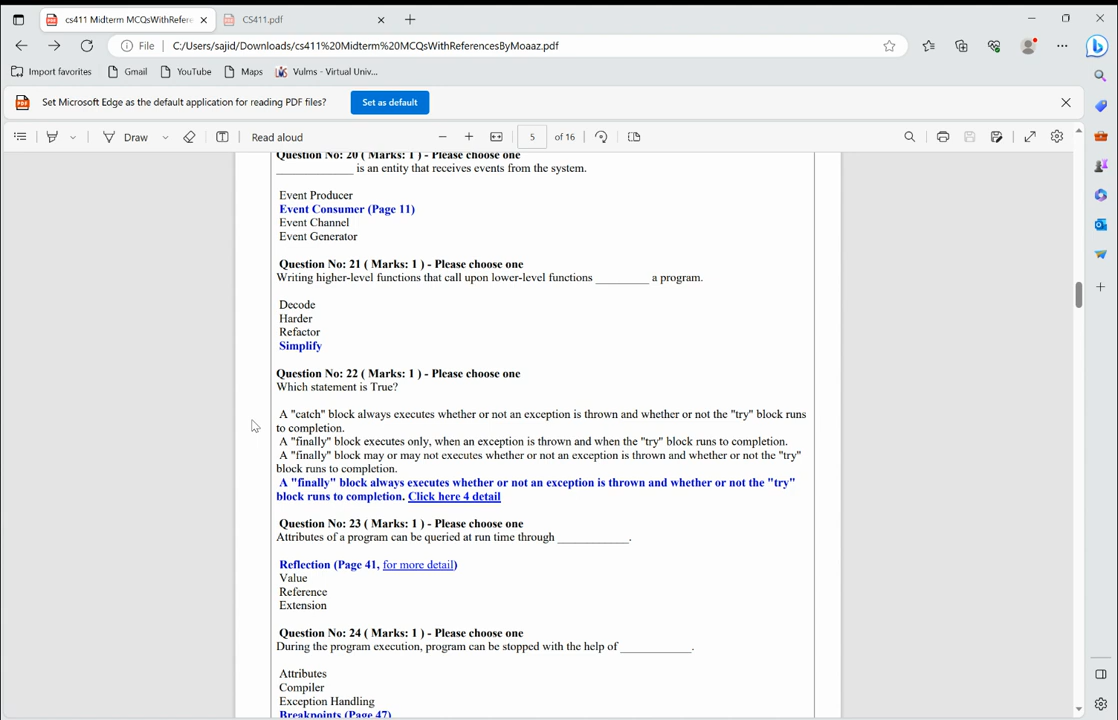 cs411 Midterm MCQsWithRefere
CS411.pdf
File
C:/Users/sajid/Downloads/cs411%20Midterm%20MCQsWithReferencesByMoaaz.pdf
Import favorites
Gmail
YouTube
Maps
Vulms - Virtual Univ...
Set Microsoft Edge as the default application for reading PDF files?
Set as default
Draw
Read aloud
5
of 16
Question No: 20 ( Marks: 1 ) - Please choose one
______________ is an entity that receives events from the system.
Event Producer
Event Consumer (Page 11)
Event Channel
Event Generator
Question No: 21 ( Marks: 1 ) - Please choose one
Writing higher-level functions that call upon lower-level functions _________ a program.
Decode
Harder
Refactor
Simplify
Question No: 22 ( Marks: 1 ) - Please choose one
Which statement is True?
A "catch" block always executes whether or not an exception is thrown and whether or not the "try" block runs
to completion.
A "finally" block executes only, when an exception is thrown and when the "try" block runs to completion.
A "finally" block may or may not executes whether or not an exception is thrown and whether or not the "try"
block runs to completion.
A "finally" block always executes whether or not an exception is thrown and whether or not the "try"
block runs to completion. Click here 4 detail
Question No: 23 ( Marks: 1 ) - Please choose one
Attributes of a program can be queried at run time through _____________.
Reflection (Page 41, for more detail)
Value
Reference
Extension
Question No: 24 ( Marks: 1 ) - Please choose one
During the program execution, program can be stopped with the help of _____________.
Attributes
Compiler
Exception Handling
Breakpoints (Page 47)